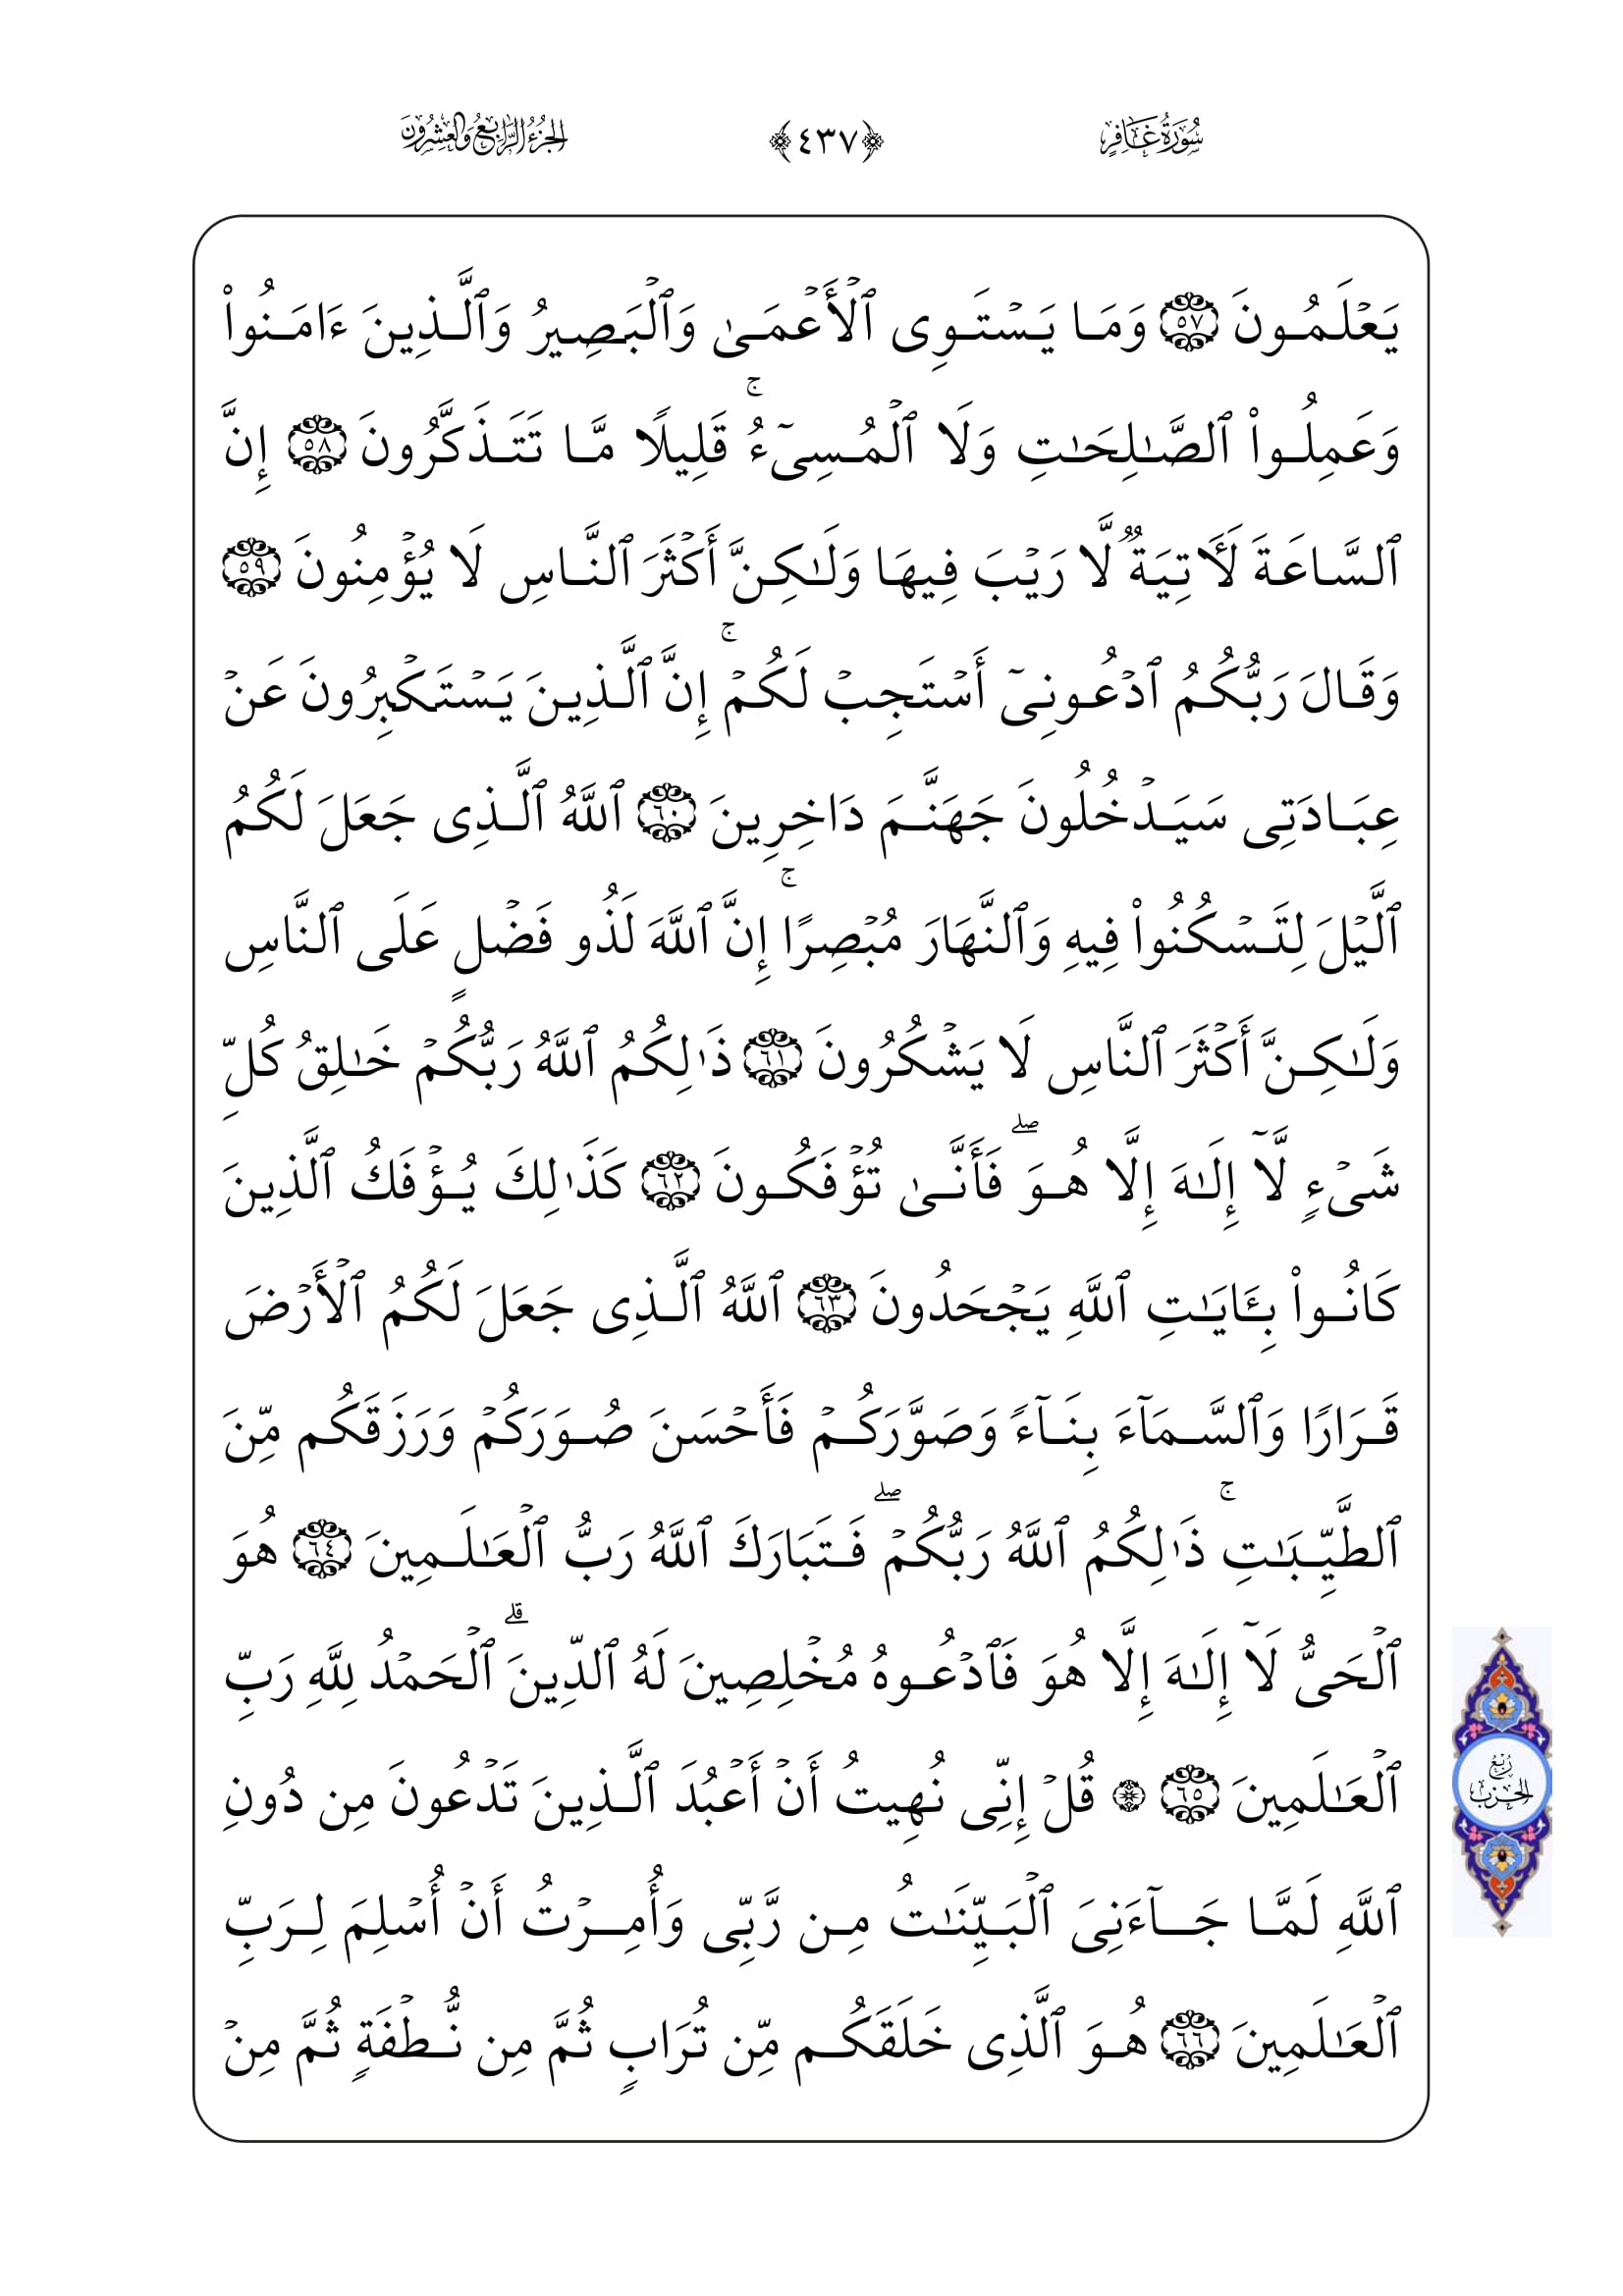 سُورَةُ غَافِرٍ ﴿٤٣٧﴾ الجُزْءُ الرَّابِعُ وَالعِشْرُونَ
يَعْلَمُونَ ٥٧ وَمَا يَسْتَوِى ٱلْأَعْمَىٰ وَٱلْبَصِيرُ وَٱلَّذِينَ ءَامَنُوا۟
وَعَمِلُوا۟ ٱلصَّـٰلِحَـٰتِ وَلَا ٱلْمُسِىٓءُ ۚ قَلِيلًا مَّا تَتَذَكَّرُونَ ٥٨ إِنَّ
ٱلسَّاعَةَ لَـَٔاتِيَةٌ لَّا رَيْبَ فِيهَا وَلَـٰكِنَّ أَكْثَرَ ٱلنَّاسِ لَا يُؤْمِنُونَ ٥٩
وَقَالَ رَبُّكُمُ ٱدْعُونِىٓ أَسْتَجِبْ لَكُمْ ۚ إِنَّ ٱلَّذِينَ يَسْتَكْبِرُونَ عَنْ
عِبَادَتِى سَيَدْخُلُونَ جَهَنَّمَ دَاخِرِينَ ٦٠ ٱللَّهُ ٱلَّذِى جَعَلَ لَكُمُ
ٱلَّيْلَ لِتَسْكُنُوا۟ فِيهِ وَٱلنَّهَارَ مُبْصِرًا ۚ إِنَّ ٱللَّهَ لَذُو فَضْلٍ عَلَى ٱلنَّاسِ
وَلَـٰكِنَّ أَكْثَرَ ٱلنَّاسِ لَا يَشْكُرُونَ ٦١ ذَٰلِكُمُ ٱللَّهُ رَبُّكُمْ خَـٰلِقُ كُلِّ
شَىْءٍ لَّآ إِلَـٰهَ إِلَّا هُوَ ۖ فَأَنَّىٰ تُؤْفَكُونَ ٦٢ كَذَٰلِكَ يُؤْفَكُ ٱلَّذِينَ
كَانُوا۟ بِـَٔايَـٰتِ ٱللَّهِ يَجْحَدُونَ ٦٣ ٱللَّهُ ٱلَّذِى جَعَلَ لَكُمُ ٱلْأَرْضَ
قَرَارًا وَٱلسَّمَآءَ بِنَآءً وَصَوَّرَكُمْ فَأَحْسَنَ صُوَرَكُمْ وَرَزَقَكُم مِّنَ
ٱلطَّيِّبَـٰتِ ۚ ذَٰلِكُمُ ٱللَّهُ رَبُّكُمْ ۖ فَتَبَارَكَ ٱللَّهُ رَبُّ ٱلْعَـٰلَمِينَ ٦٤ هُوَ
ٱلْحَىُّ لَآ إِلَـٰهَ إِلَّا هُوَ فَٱدْعُوهُ مُخْلِصِينَ لَهُ ٱلدِّينَ ۗ ٱلْحَمْدُ لِلَّهِ رَبِّ
ٱلْعَـٰلَمِينَ ٦٥ ۞ قُلْ إِنِّى نُهِيتُ أَنْ أَعْبُدَ ٱلَّذِينَ تَدْعُونَ مِن دُونِ
ٱللَّهِ لَمَّا جَآءَنِىَ ٱلْبَيِّنَـٰتُ مِن رَّبِّى وَأُمِرْتُ أَنْ أُسْلِمَ لِرَبِّ
ٱلْعَـٰلَمِينَ ٦٦ هُوَ ٱلَّذِى خَلَقَكُم مِّن تُرَابٍ ثُمَّ مِن نُّطْفَةٍ ثُمَّ مِنْ
رُبْعُ
الحِزْبِ